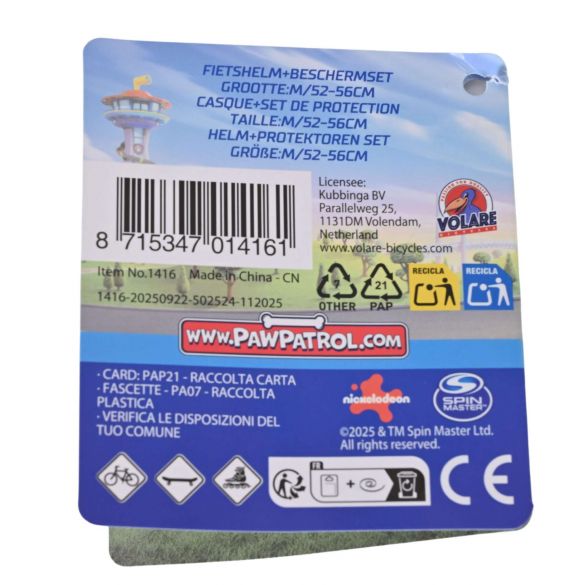 FIETSHELM+BESCHERMSET
GROOTTE:M/52-56CM
CASQUE+SET DE PROTECTION
TAILLE:M/52-56CM
HELM+PROTEKTOREN SET
GRÖßE:M/52-56CM
8 715347 014161
Item No.1416 Made in China - CN
1416-20250922-502524-112025
Licensee:
Kubbinga BV
Parallelweg 25,
1131DM Volendam,
Netherland
www.volare-bicycles.com
VOLARE
OTHER
21
PAP
RECICLA
RECICLA
WWW.PAWPATROL.COM
· CARD: PAP21 - RACCOLTA CARTA
· FASCETTE - PA07 - RACCOLTA
PLASTICA
· VERIFICA LE DISPOSIZIONI DEL
TUO COMUNE
nickelodeon
SPIN
MASTER™
©2025 & TM Spin Master Ltd.
All rights reserved.
FR
+
CE